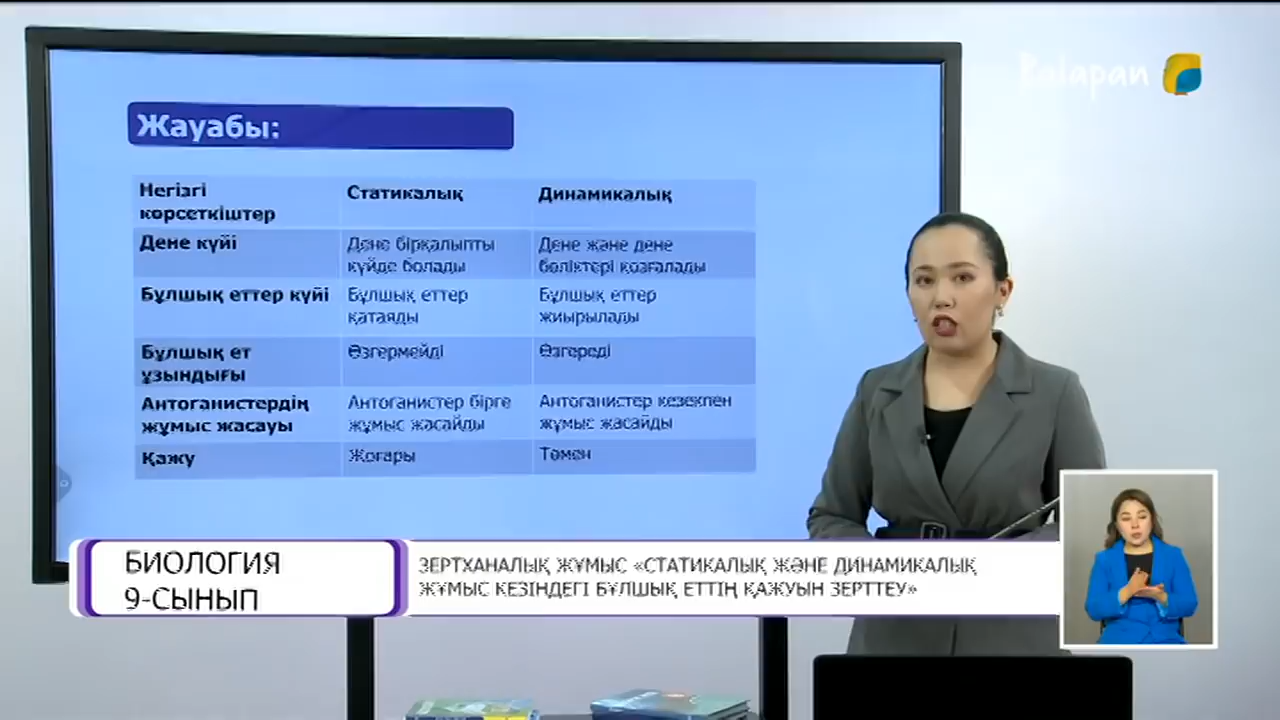 Balapan
Жауабы:
Негізгі
көрсеткіштер
Статикалық
Динамикалық
Дене күйі
Дене бірқалыпты
күйде болады
Дене және дене
бөліктері қозғалады
Бұлшық еттер күйі
Бұлшық еттер
қатаяды
Бұлшық еттер
жиырылады
Бұлшық ет
ұзындығы
Өзгермейді
Өзгереді
Антоганистердің
жұмыс жасауы
Антоганистер бірге
жұмыс жасайды
Антоганистер кезекпен
жұмыс жасайды
Қажу
Жоғары
Төмен
БИОЛОГИЯ
9-СЫНЫП
ЗЕРТХАНАЛЫҚ ЖҰМЫС «СТАТИКАЛЫҚ ЖӘНЕ ДИНАМИКАЛЫҚ
ЖҰМЫС КЕЗІНДЕГІ БҰЛШЫҚ ЕТТІҢ ҚАЖУЫН ЗЕРТТЕУ»